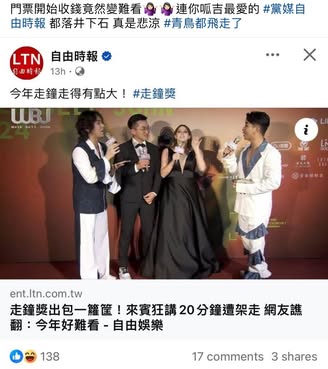 門票開始收錢竟然變難看🤷🏻‍♀️🤷🏻‍♀️連你呱吉最愛的 #黨媒自
由時報 都落井下石 真是悲涼 #青鳥都飛走了
LTN
自由時報
自由時報
13h
今年走鐘走得有點大！ #走鐘獎
ent.ltn.com.tw
走鐘獎出包一籮筐！來賓狂講20分鐘遭架走 網友譙
翻：今年好難看 - 自由娛樂
138
17 comments 3 shares